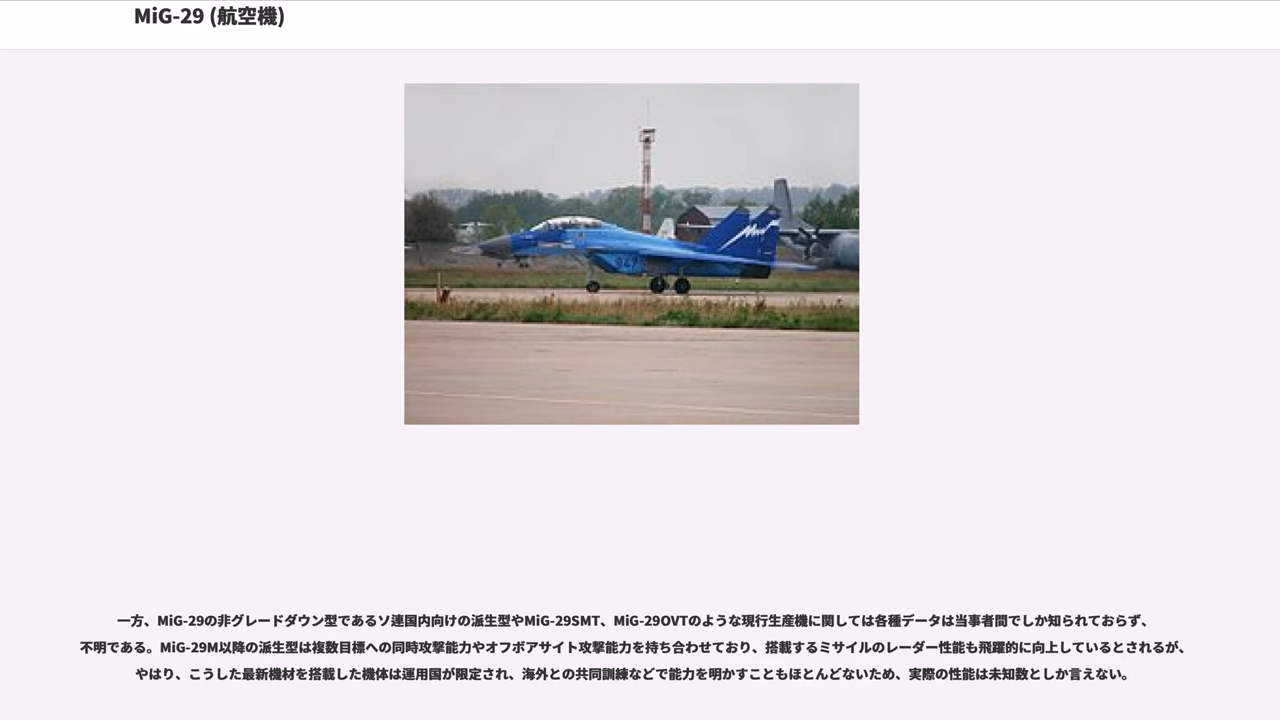 MiG-29 (航空機)
947
一方、MiG-29の非グレードダウン型であるソ連国内向けの派生型やMiG-29SMT、MiG-29OVTのような現行生産機に関しては各種データは当事者間でしか知られておらず、
不明である。MiG-29M以降の派生型は複数目標への同時攻撃能力やオフボアサイト攻撃能力を持ち合わせており、搭載するミサイルのレーダー性能も飛躍的に向上しているとされるが、
やはり、こうした最新機材を搭載した機体は運用国が限定され、海外との共同訓練などで能力を明かすこともほとんどないため、実際の性能は未知数としか言えない。